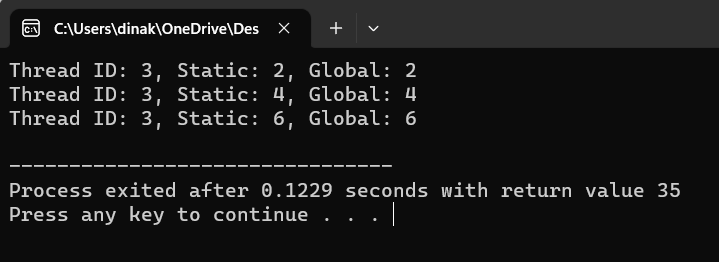 C:\Users\dinak\OneDrive\Des
Thread ID: 3, Static: 2, Global: 2
Thread ID: 3, Static: 4, Global: 4
Thread ID: 3, Static: 6, Global: 6
--------------------------------
Process exited after 0.1229 seconds with return value 35
Press any key to continue . . .